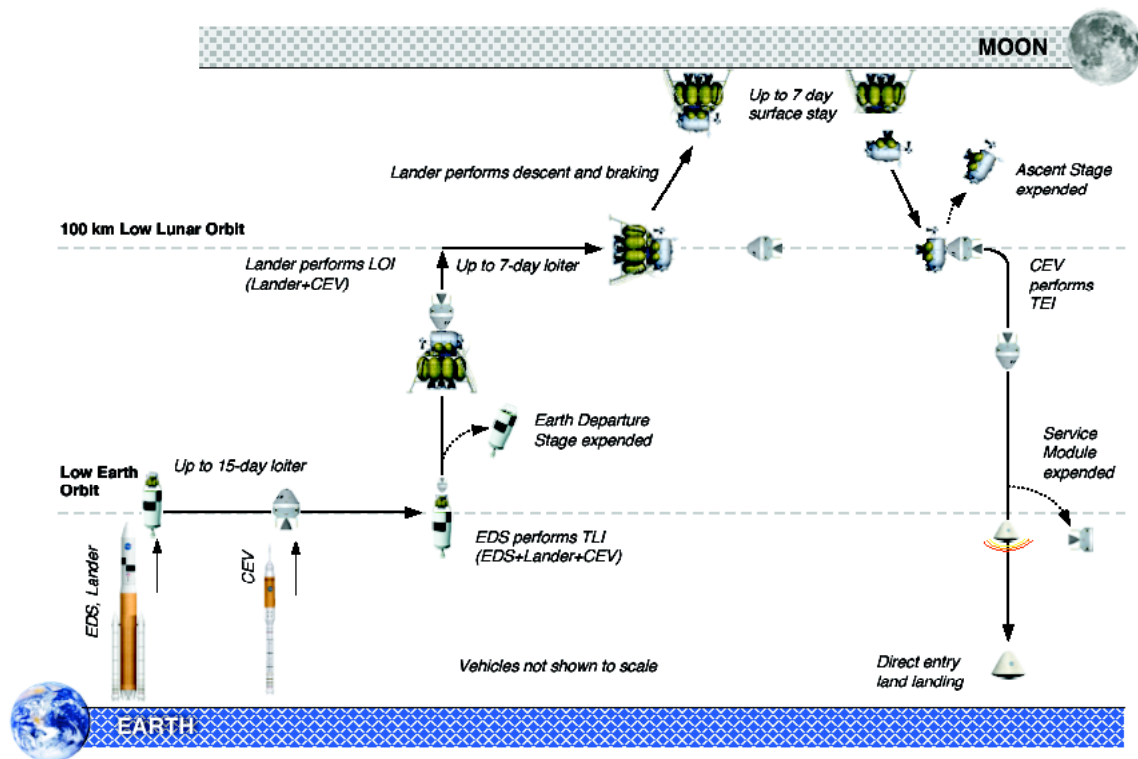 MOON
Up to 7 day
surface stay
Lander performs descent and braking
Ascent Stage
expended
100 km Low Lunar Orbit
Lander performs LOI
(Lander+CEV)
Up to 7-day loiter
CEV
performs
TEI
Earth Departure
Stage expended
Service
Module
expended
Low Earth
Orbit
Up to 15-day loiter
EDS performs TLI
(EDS+Lander+CEV)
EDS, Lander
CEV
Vehicles not shown to scale
Direct entry
land landing
EARTH